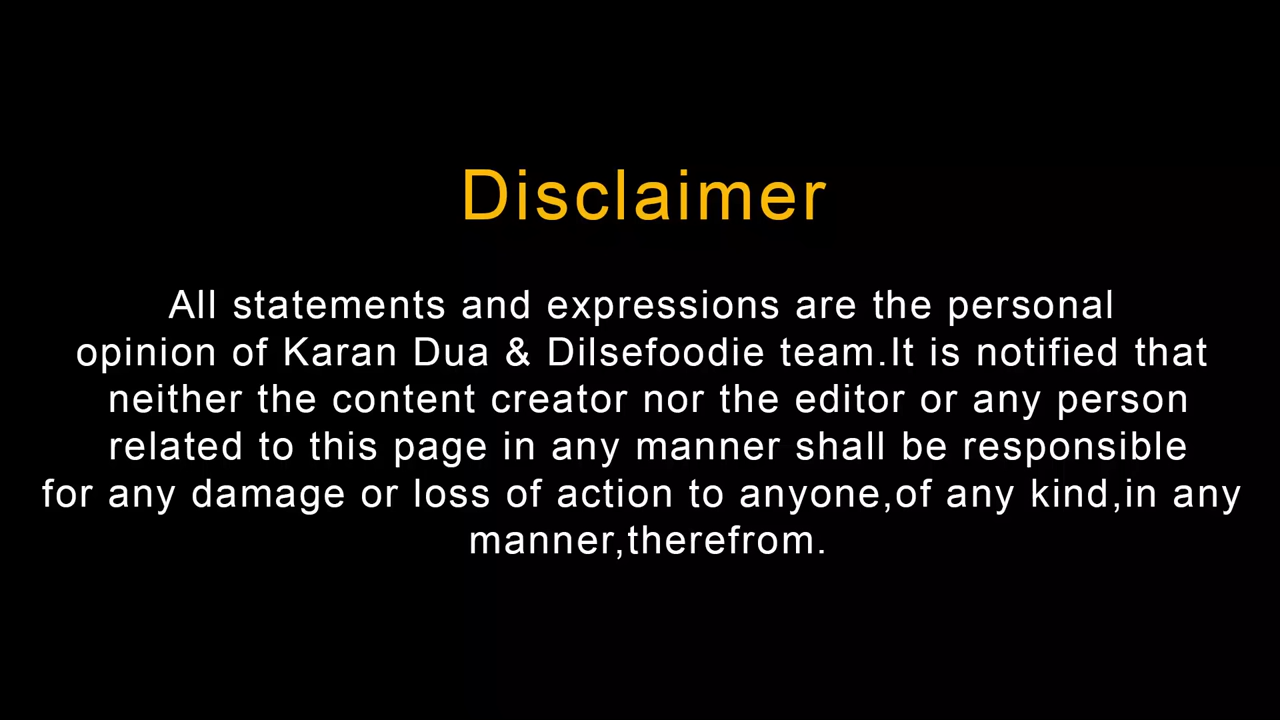 Disclaimer
All statements and expressions are the personal
opinion of Karan Dua & Dilsefoodie team.It is notified that
neither the content creator nor the editor or any person
related to this page in any manner shall be responsible
for any damage or loss of action to anyone,of any kind,in any
manner,therefrom.